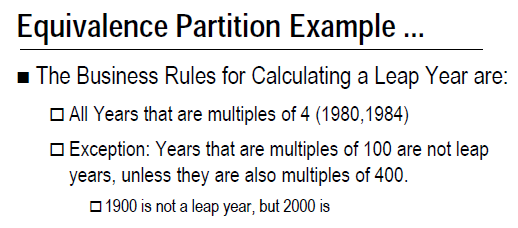 Equivalence Partition Example ...
The Business Rules for Calculating a Leap Year are:
All Years that are multiples of 4 (1980,1984)
Exception: Years that are multiples of 100 are not leap
years, unless they are also multiples of 400.
1900 is not a leap year, but 2000 is